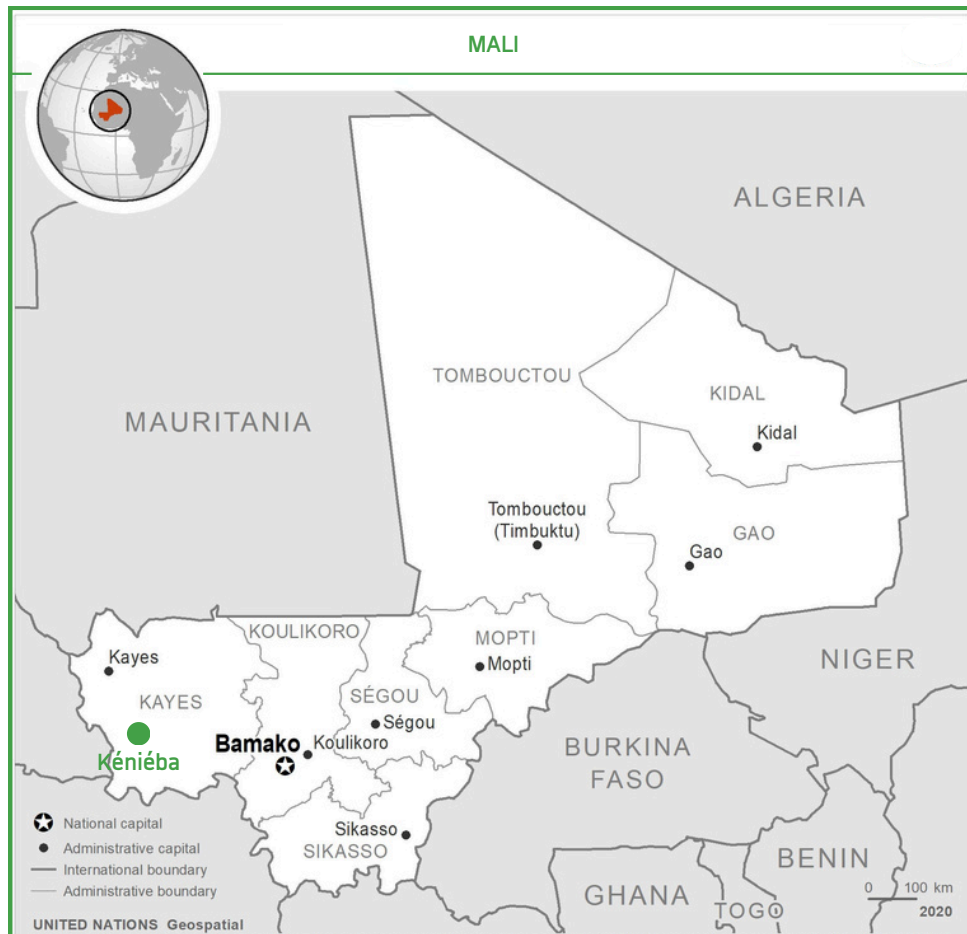 MALI
ALGERIA
TOMBOUCTOU
KIDAL
MAURITANIA
Kidal
Tombouctou
(Timbuktu)
GAO
Gao
KOULIKORO
MOPTI
Kayes
Mopti
NIGER
KAYES
SÉGOU
Ségou
Bamako
Koulikoro
BURKINA
FASO
Kéniéba
National capital
Sikasso
SIKASSO
Administrative capital
BENIN
International boundary
GHANA
Administrative boundary
0 100 km
TOGO
2020
UNITED NATIONS Geospatial